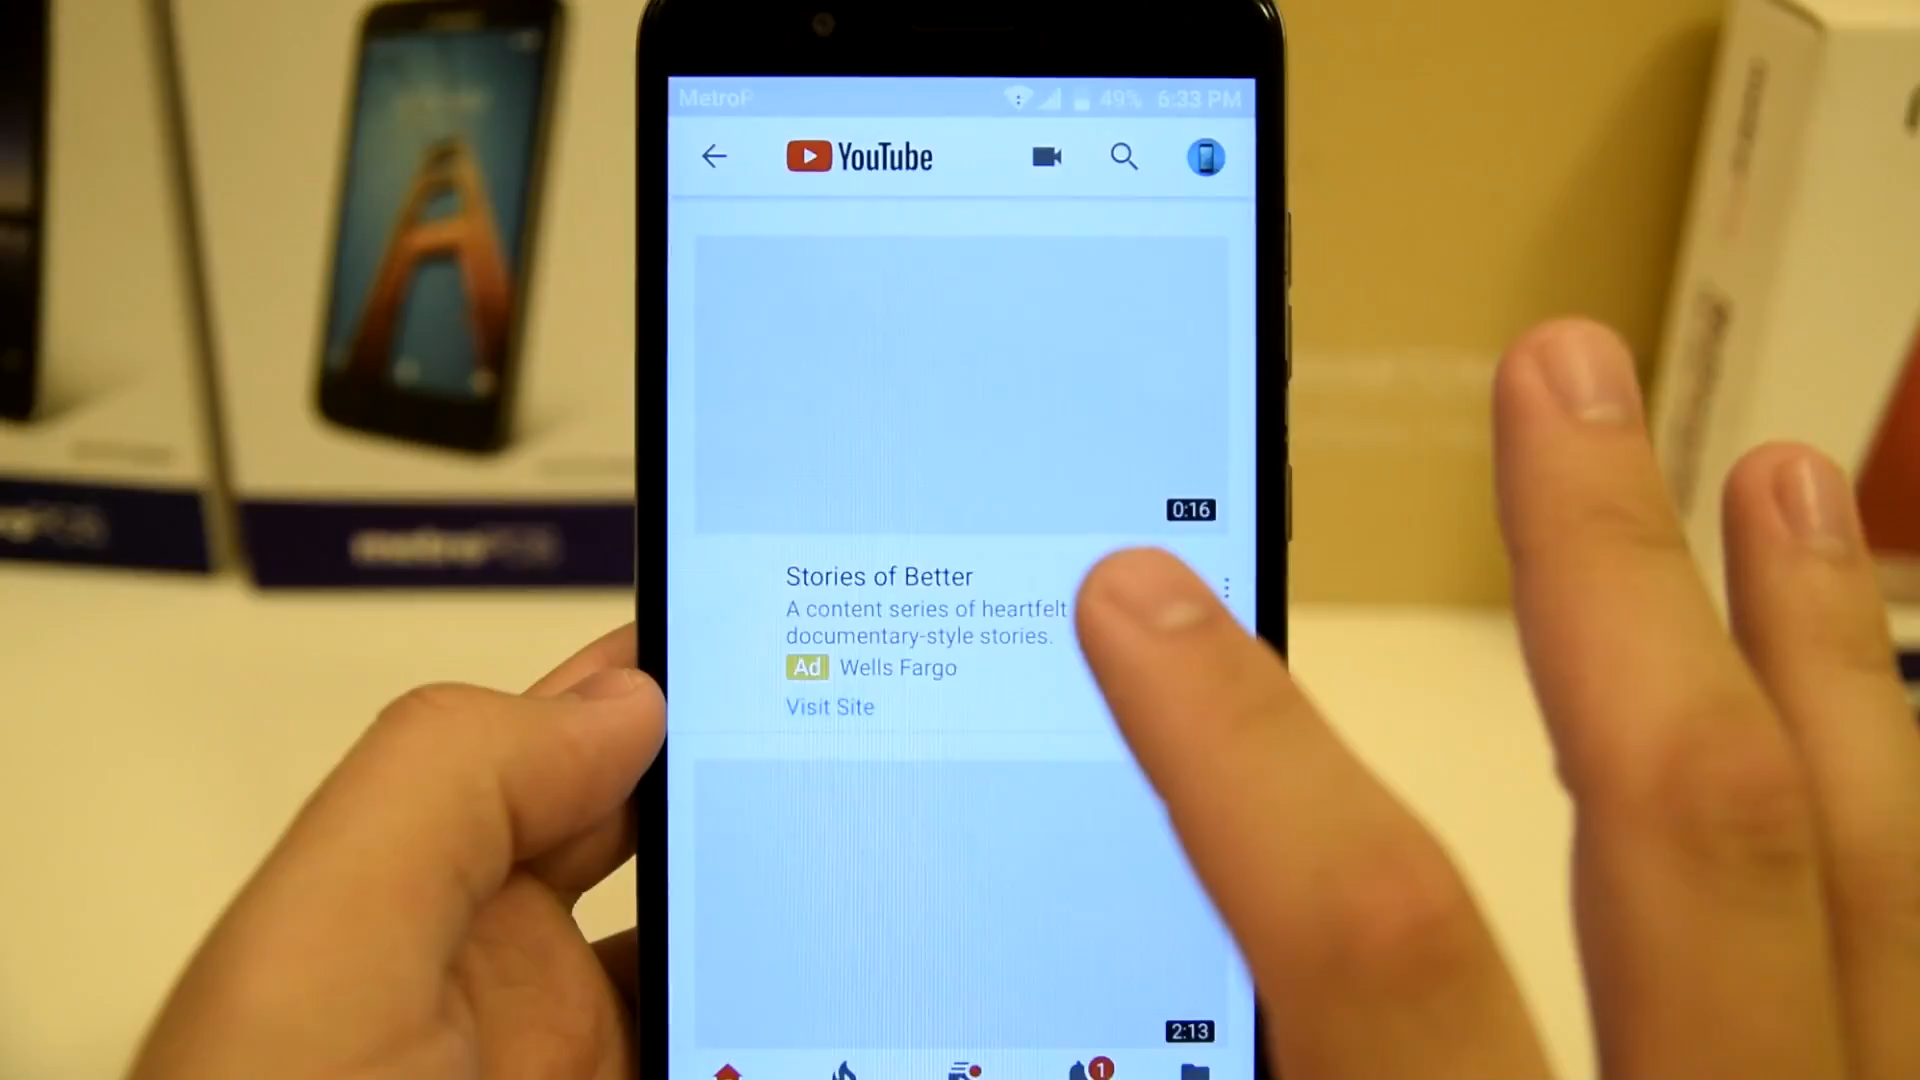 MetroP
49% 6:33 PM
YouTube
0:16
Stories of Better
A content series of heartfelt
documentary-style stories.
Ad Wells Fargo
Visit Site
2:13
1
metroPCS